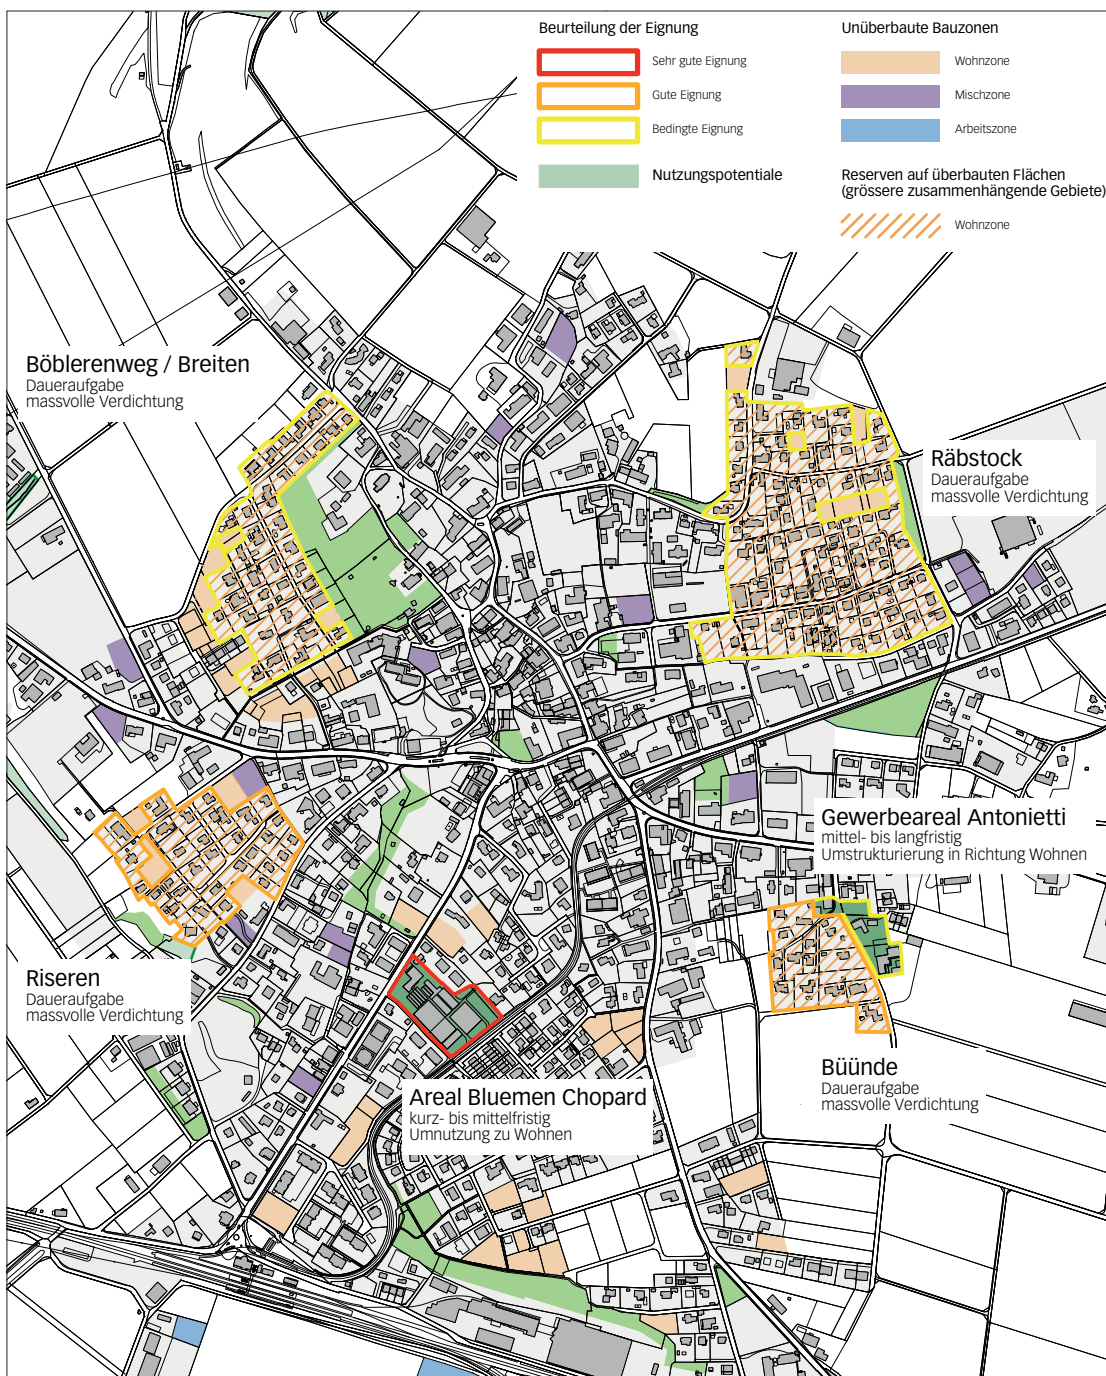 Beurteilung der Eignung
Sehr gute Eignung
Gute Eignung
Bedingte Eignung
Nutzungspotentiale
Unüberbaute Bauzonen
Wohnzone
Mischzone
Arbeitszone
Reserven auf überbauten Flächen
(grössere zusammenhängende Gebiete)
Wohnzone
Böblerenweg / Breiten
Daueraufgabe
massvolle Verdichtung
Räbstock
Daueraufgabe
massvolle Verdichtung
Gewerbeareal Antonietti
mittel- bis langfristig
Umstrukturierung in Richtung Wohnen
Riseren
Daueraufgabe
massvolle Verdichtung
Areal Bluemen Chopard
kurz- bis mittelfristig
Umnutzung zu Wohnen
Büünde
Daueraufgabe
massvolle Verdichtung